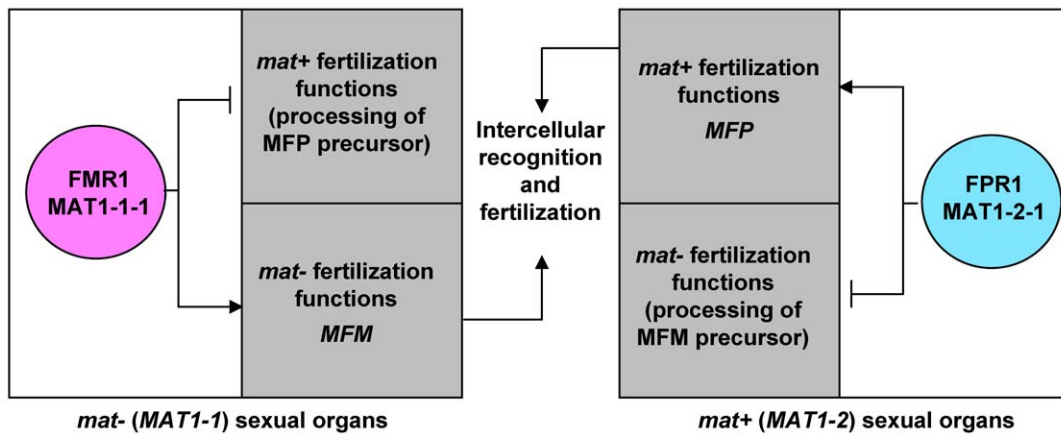 FMR1
MAT1-1-1
mat+ fertilization
functions
(processing of
MFP precursor)
mat- fertilization
functions
MFM
Intercellular
recognition
and
fertilization
mat+ fertilization
functions
MFP
mat- fertilization
functions
(processing of
MFM precursor)
FPR1
MAT1-2-1
mat- (MAT1-1) sexual organs
mat+ (MAT1-2) sexual organs